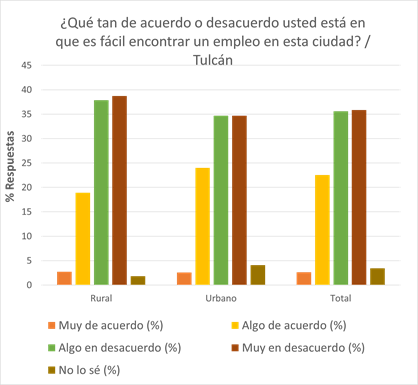 ¿Qué tan de acuerdo o desacuerdo usted está en
que es fácil encontrar un empleo en esta ciudad? /
Tulcán
45
40
35
30
25
20
15
10
5
0
% Respuestas
Rural Urbano Total
Muy de acuerdo (%) Algo de acuerdo (%)
Algo en desacuerdo (%) Muy en desacuerdo (%)
No lo sé (%)